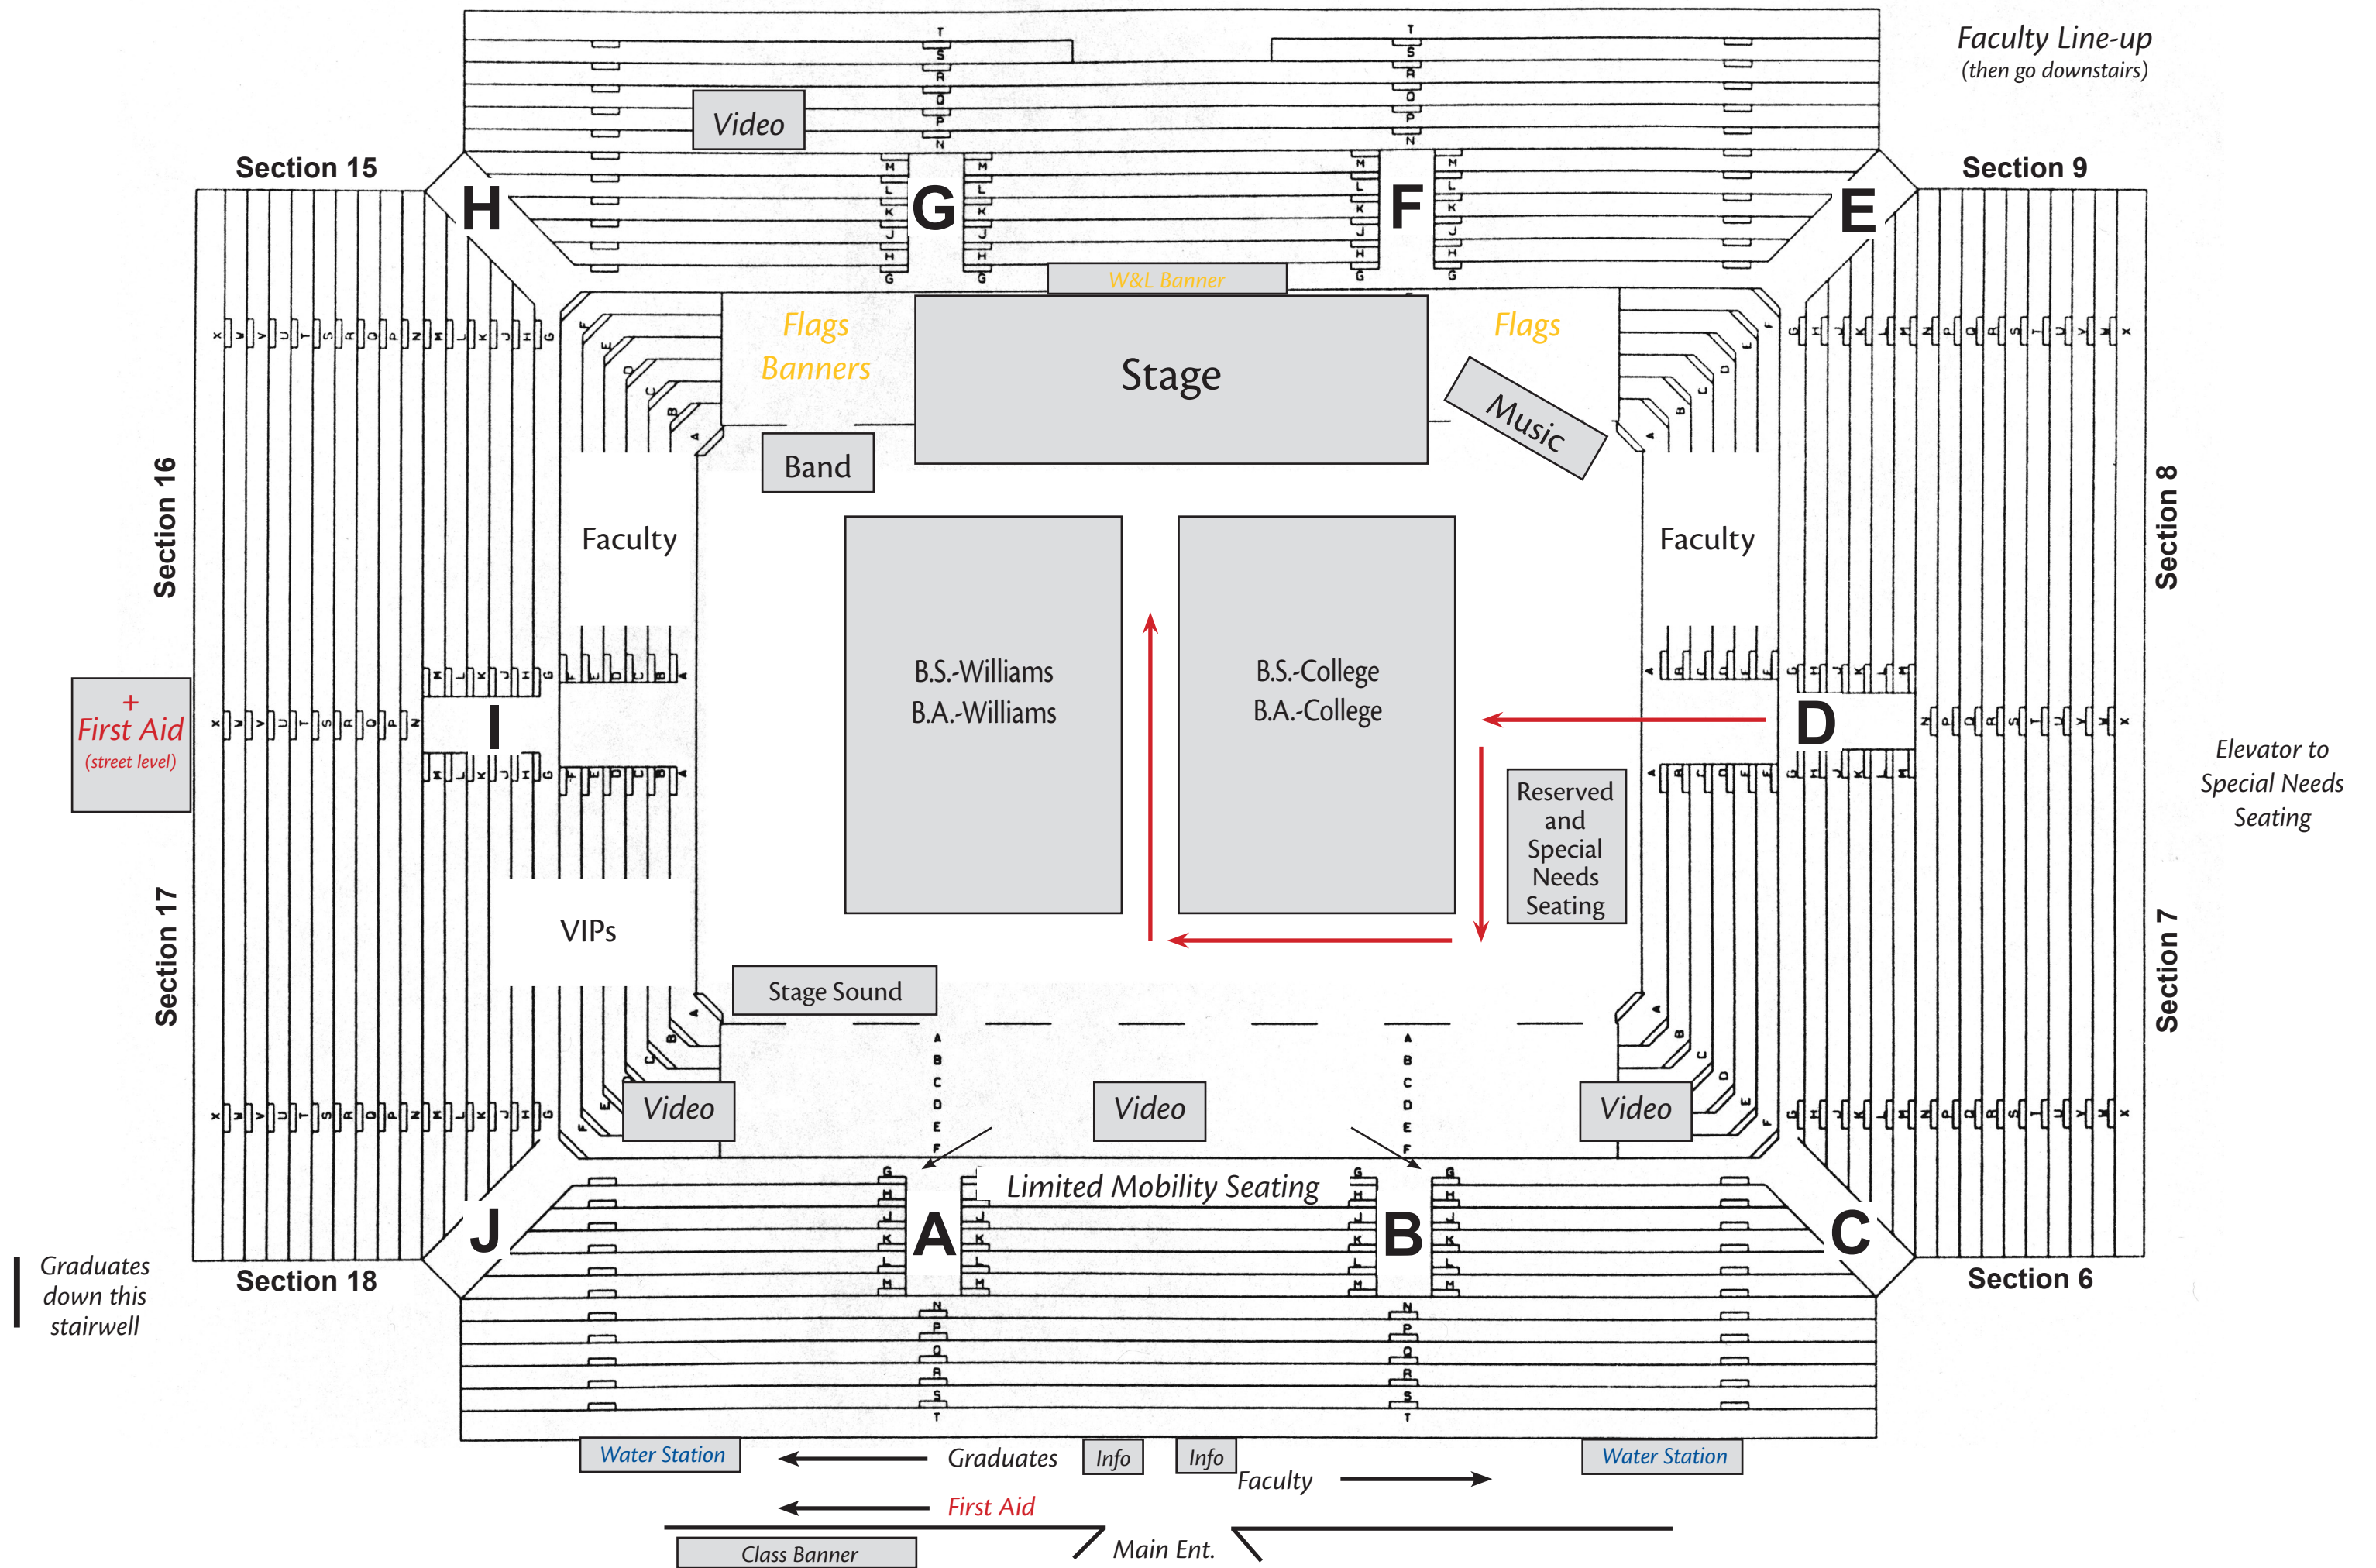 Faculty Line-up
(then go downstairs)
Video
Section 15
Section 9
H
G
F
E
W&L Banner
Flags
Banners
Flags
Stage
Music
Band
Section 16
Section 8
Faculty
Faculty
B.S.-Williams
B.A.-Williams
B.S.-College
B.A.-College
+
First Aid
(street level)
I
D
Elevator to
Special Needs
Seating
Reserved
and
Special
Needs
Seating
Section 17
Section 7
VIPs
Stage Sound
Video
Video
Video
Limited Mobility Seating
J
A
B
C
Graduates
down this
stairwell
Section 18
Section 6
Water Station
Graduates
Info
Info
Faculty
Water Station
First Aid
Class Banner
Main Ent.